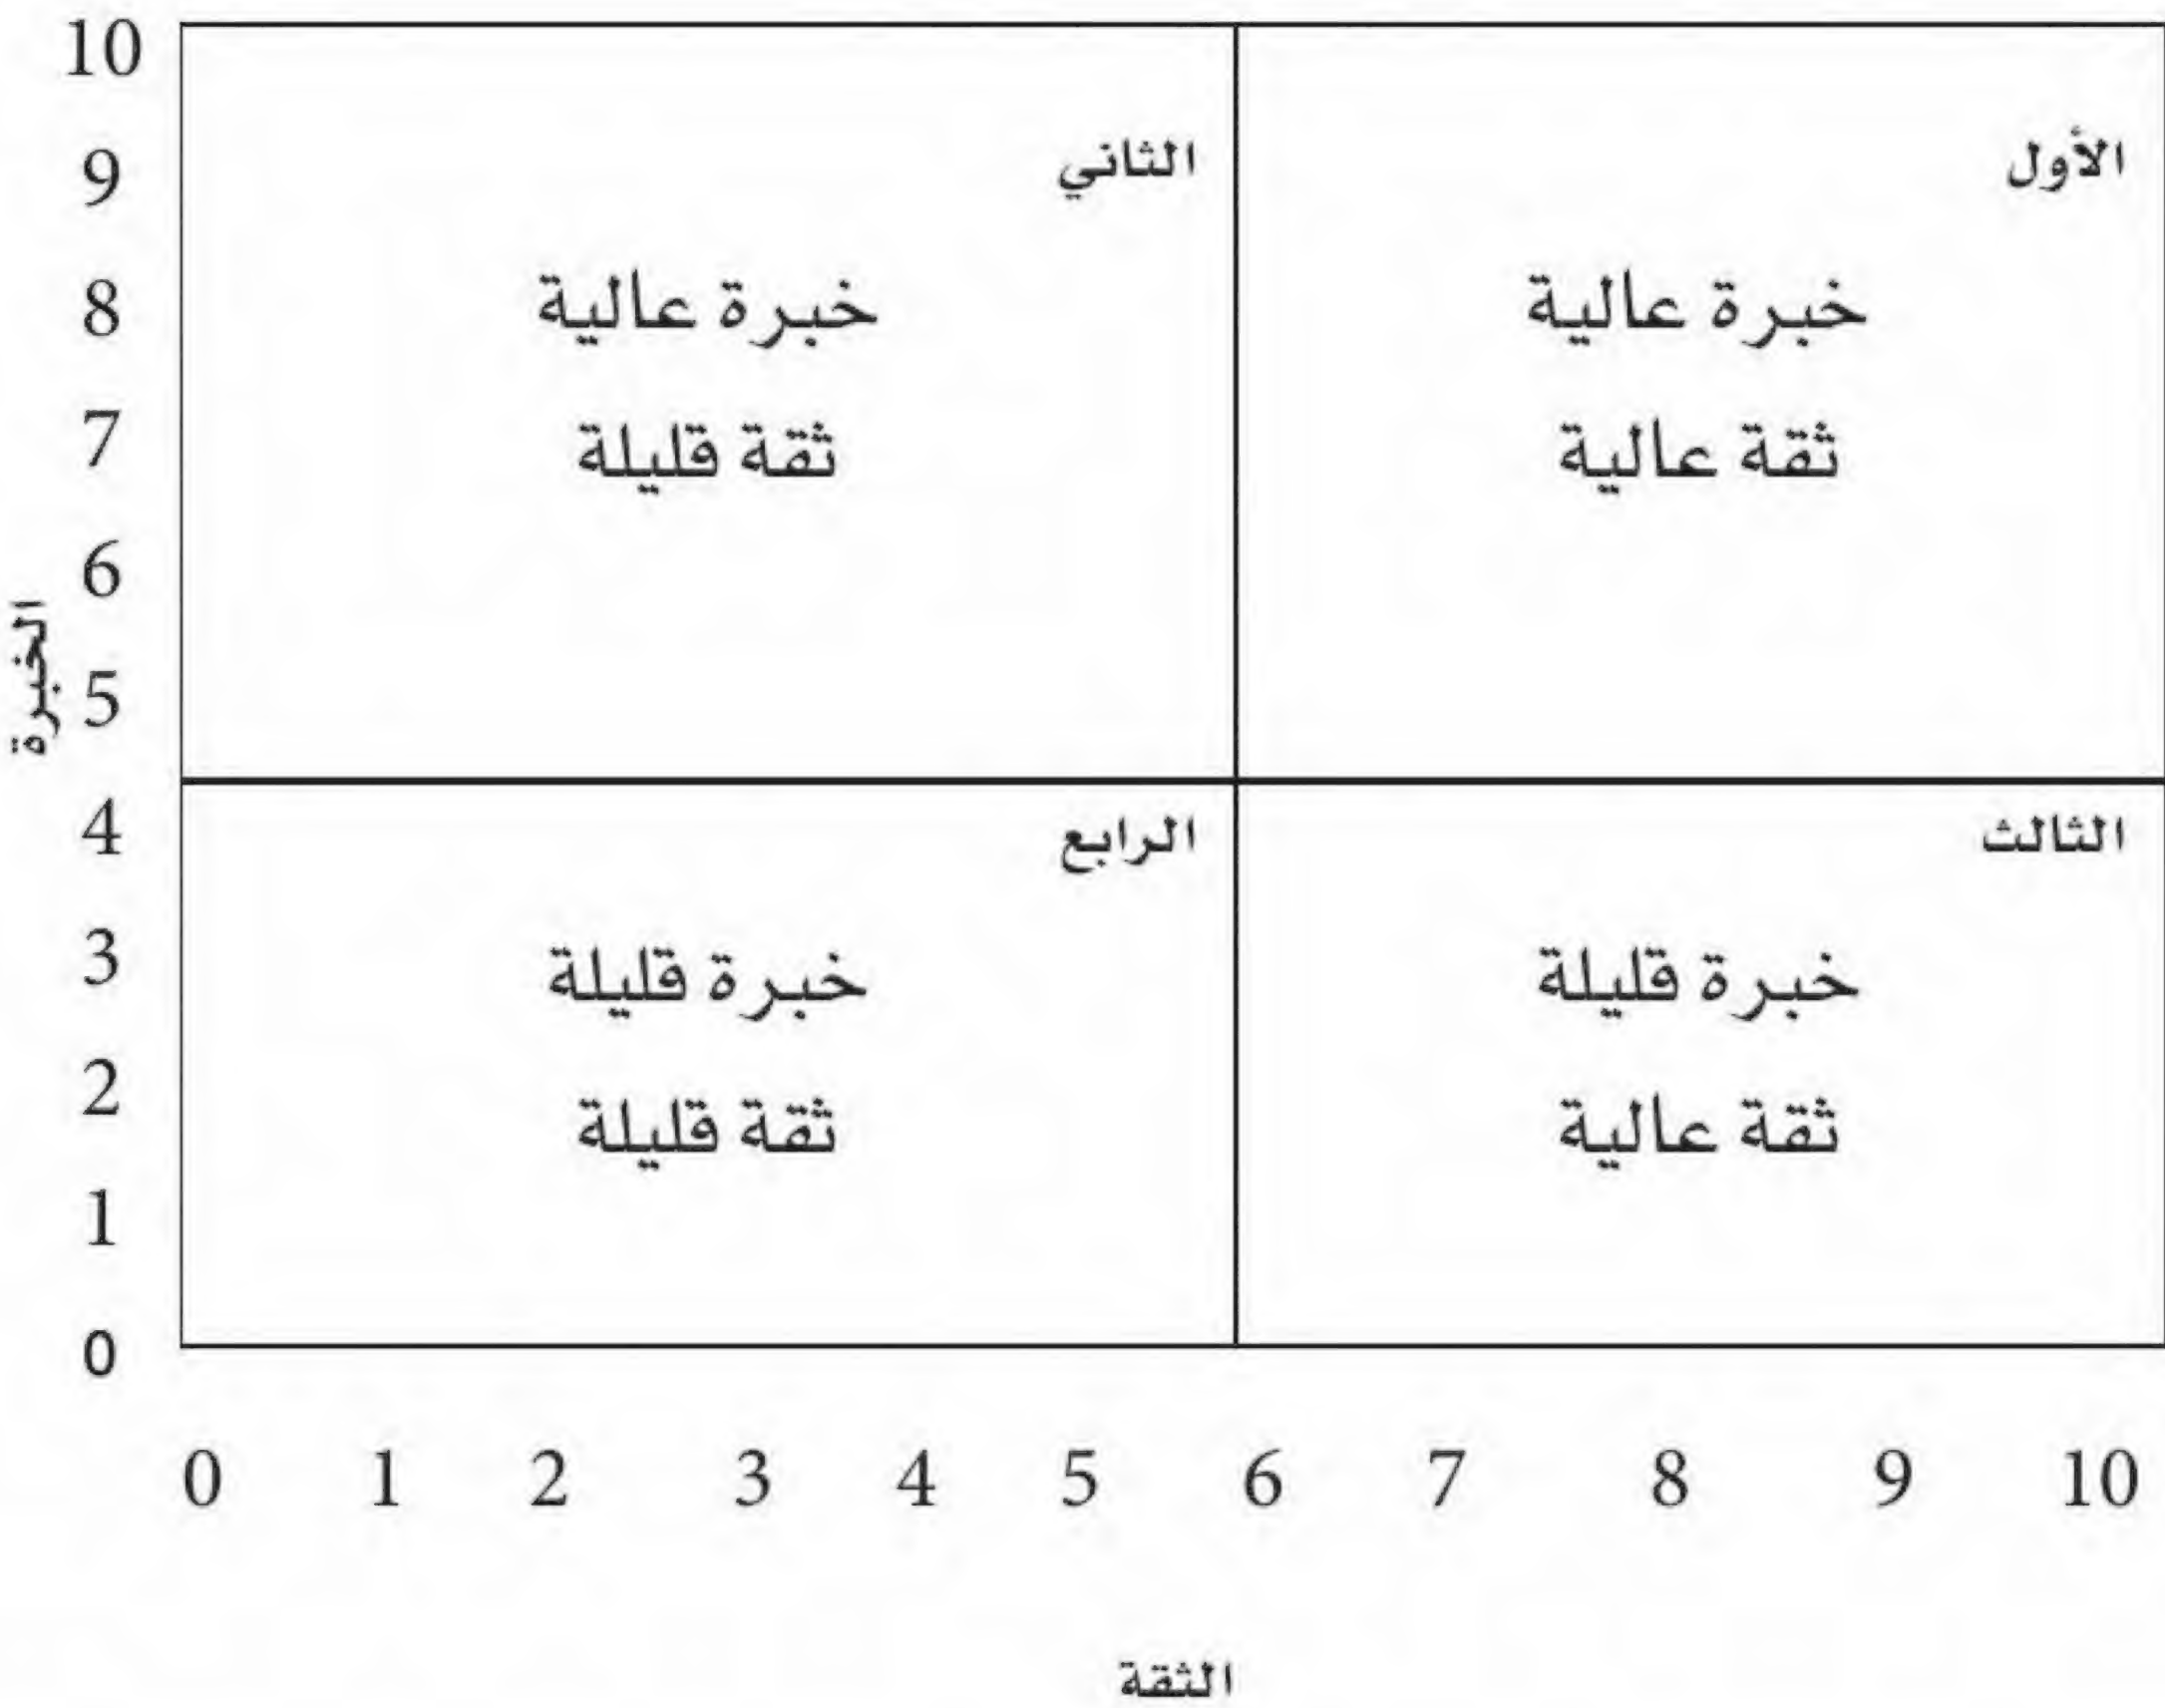 10
9
8
7
6
5
4
3
2
1
0
الخبرة
الأول
خبرة عالية
ثقة عالية
الثاني
خبرة عالية
ثقة قليلة
الثالث
خبرة قليلة
ثقة عالية
الرابع
خبرة قليلة
ثقة قليلة
0 1 2 3 4 5 6 7 8 9 10
الثقة